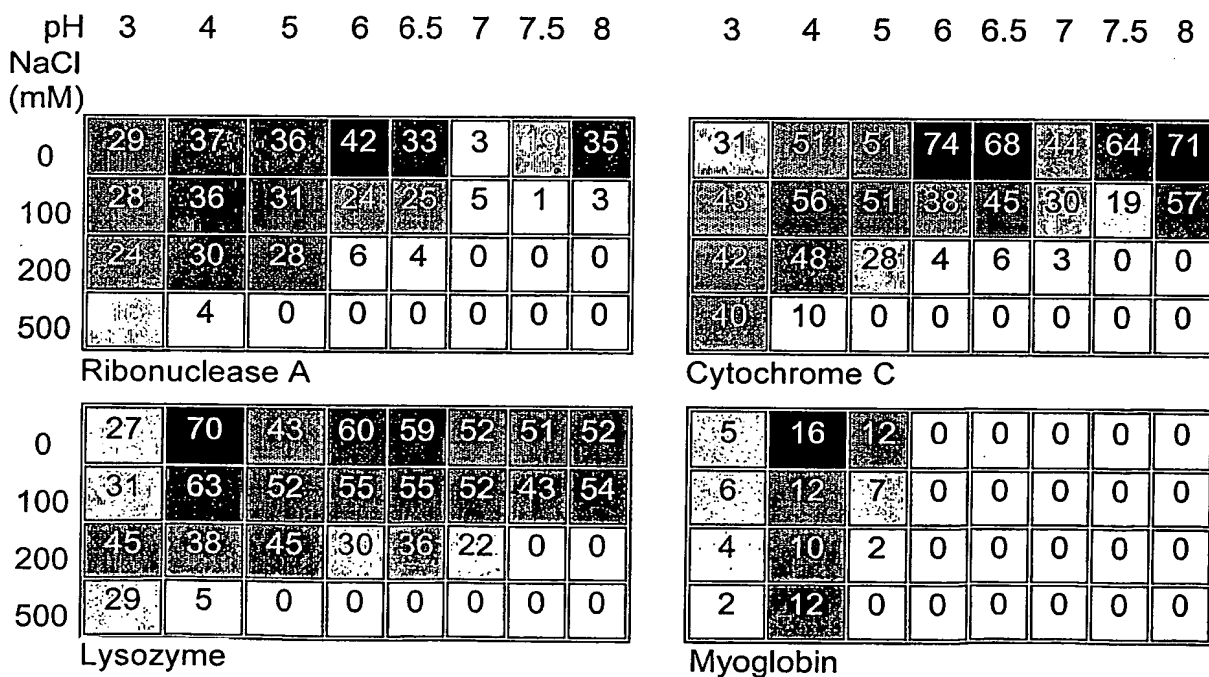 pH 3 4 5 6 6.5 7 7.5 8 3 4 5 6 6.5 7 7.5 8
NaCl
(mM)
0 29 37 36 42 33 3 19 35 31 51 51 74 68 44 64 71
100 28 36 31 24 25 5 1 3 43 56 51 38 45 30 19 57
200 24 30 28 6 4 0 0 0 42 48 28 4 6 3 0 0
500 4 0 0 0 0 0 0 40 10 0 0 0 0 0 0
Ribonuclease A Cytochrome C
0 27 70 43 60 59 52 51 52 5 16 12 0 0 0 0 0
100 31 63 52 55 55 52 43 54 6 12 7 0 0 0 0 0
200 45 38 45 30 36 22 0 0 4 10 2 0 0 0 0 0
500 29 5 0 0 0 0 0 0 2 12 0 0 0 0 0 0
Lysozyme Myoglobin